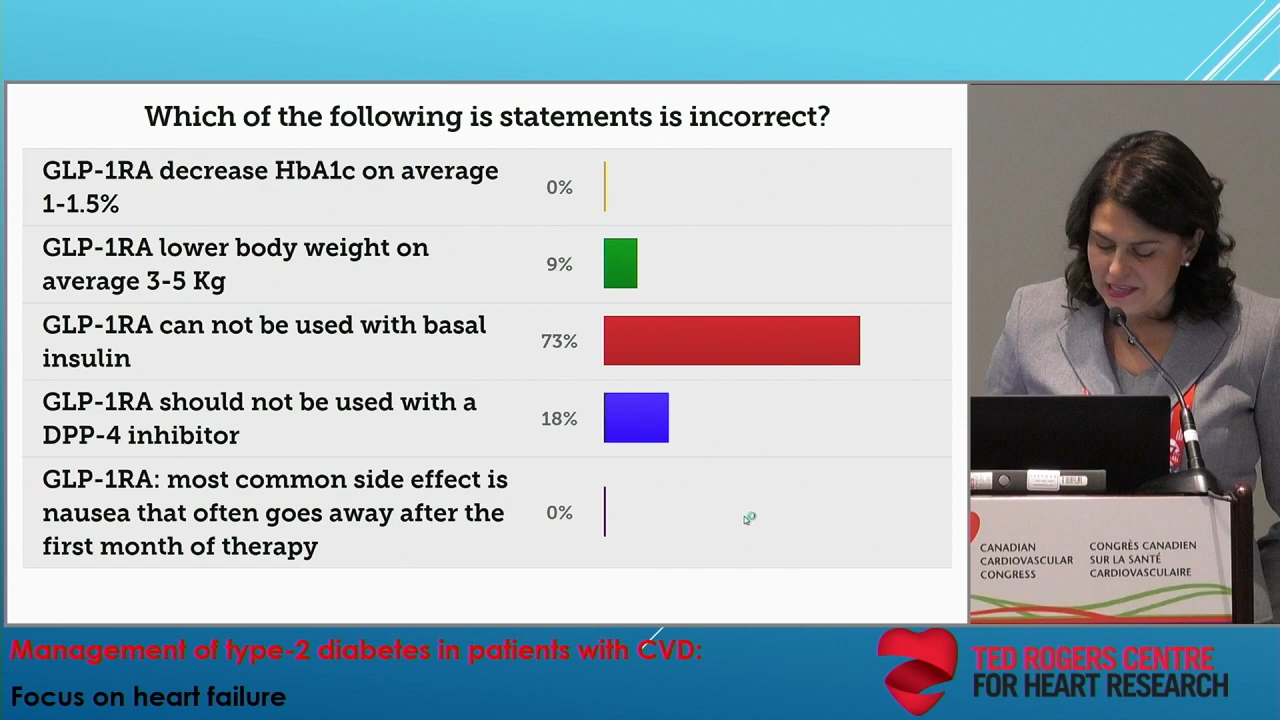 Which of the following is statements is incorrect?
GLP-1RA decrease HbA1c on average
1-1.5%
0%
GLP-1RA lower body weight on
average 3-5 Kg
9%
GLP-1RA can not be used with basal
insulin
73%
GLP-1RA should not be used with a
DPP-4 inhibitor
18%
GLP-1RA: most common side effect is
nausea that often goes away after the
first month of therapy
0%
CANADIAN
CARDIOVASCULAR
CONGRESS
CONGRÈS CANADIEN
SUR LA SANTÉ
CARDIOVASCULAIRE
Management of type-2 diabetes in patients with CVD:
Focus on heart failure
TED ROGERS CENTRE
FOR HEART RESEARCH